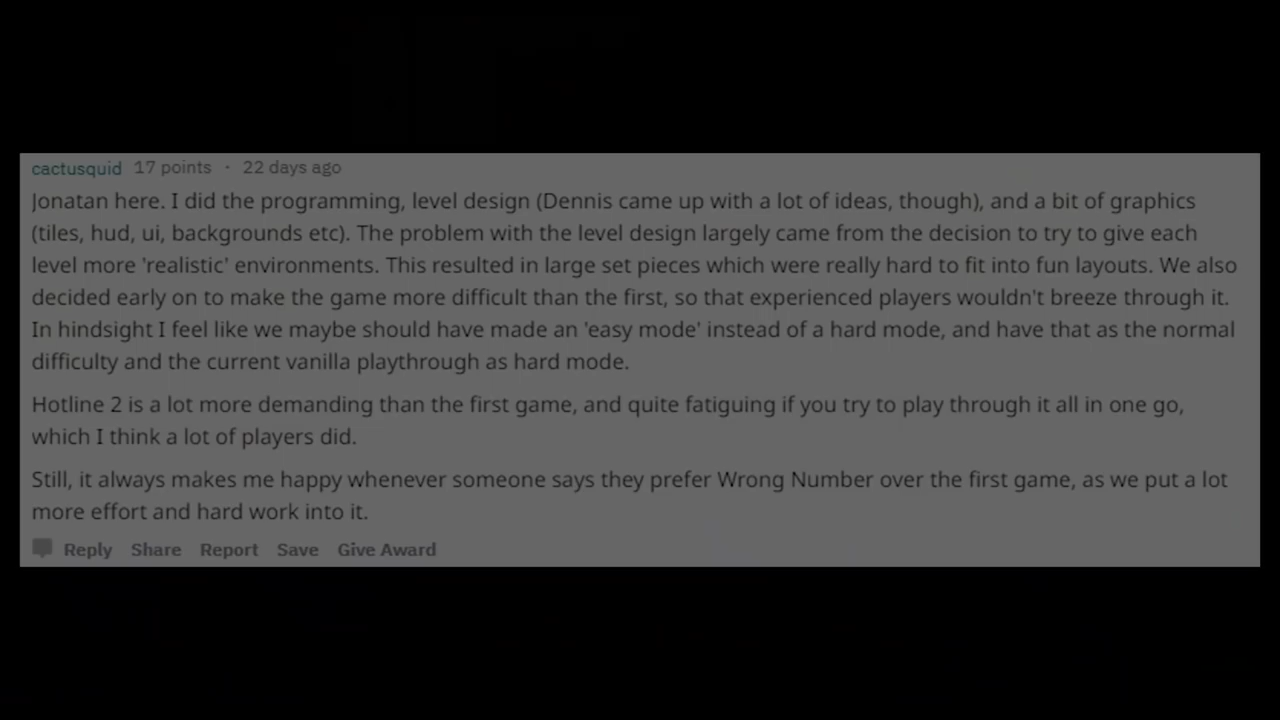 cactusquid 17 points · 22 days ago
Jonatan here. I did the programming, level design (Dennis came up with a lot of ideas, though), and a bit of graphics
(tiles, hud, ui, backgrounds etc). The problem with the level design largely came from the decision to try to give each
level more 'realistic' environments. This resulted in large set pieces which were really hard to fit into fun layouts. We also
decided early on to make the game more difficult than the first, so that experienced players wouldn't breeze through it.
In hindsight I feel like we maybe should have made an 'easy mode' instead of a hard mode, and have that as the normal
difficulty and the current vanilla playthrough as hard mode.
Hotline 2 is a lot more demanding than the first game, and quite fatiguing if you try to play through it all in one go,
which I think a lot of players did.
Still, it always makes me happy whenever someone says they prefer Wrong Number over the first game, as we put a lot
more effort and hard work into it.
Reply Share Report Save Give Award